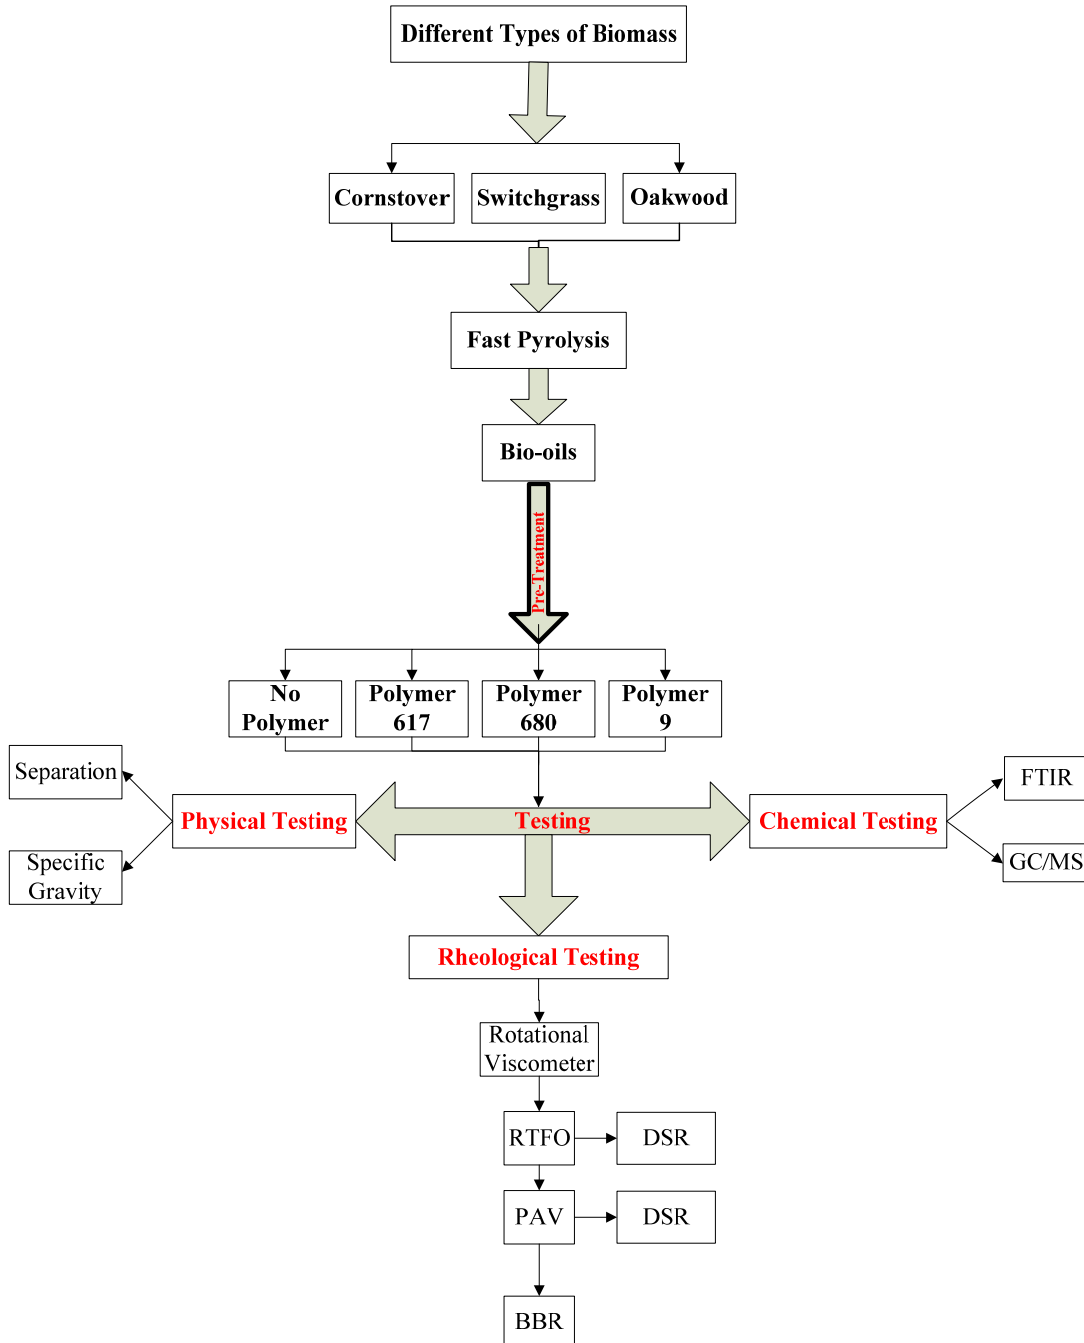 Different Types of Biomass
Cornstover
Switchgrass
Oakwood
Fast Pyrolysis
Bio-oils
Pre-Treatment
No
Polymer
Polymer
617
Polymer
680
Polymer
9
Separation
Specific
Gravity
Physical Testing
Testing
Chemical Testing
FTIR
GC/MS
Rheological Testing
Rotational
Viscometer
RTFO
DSR
PAV
DSR
BBR